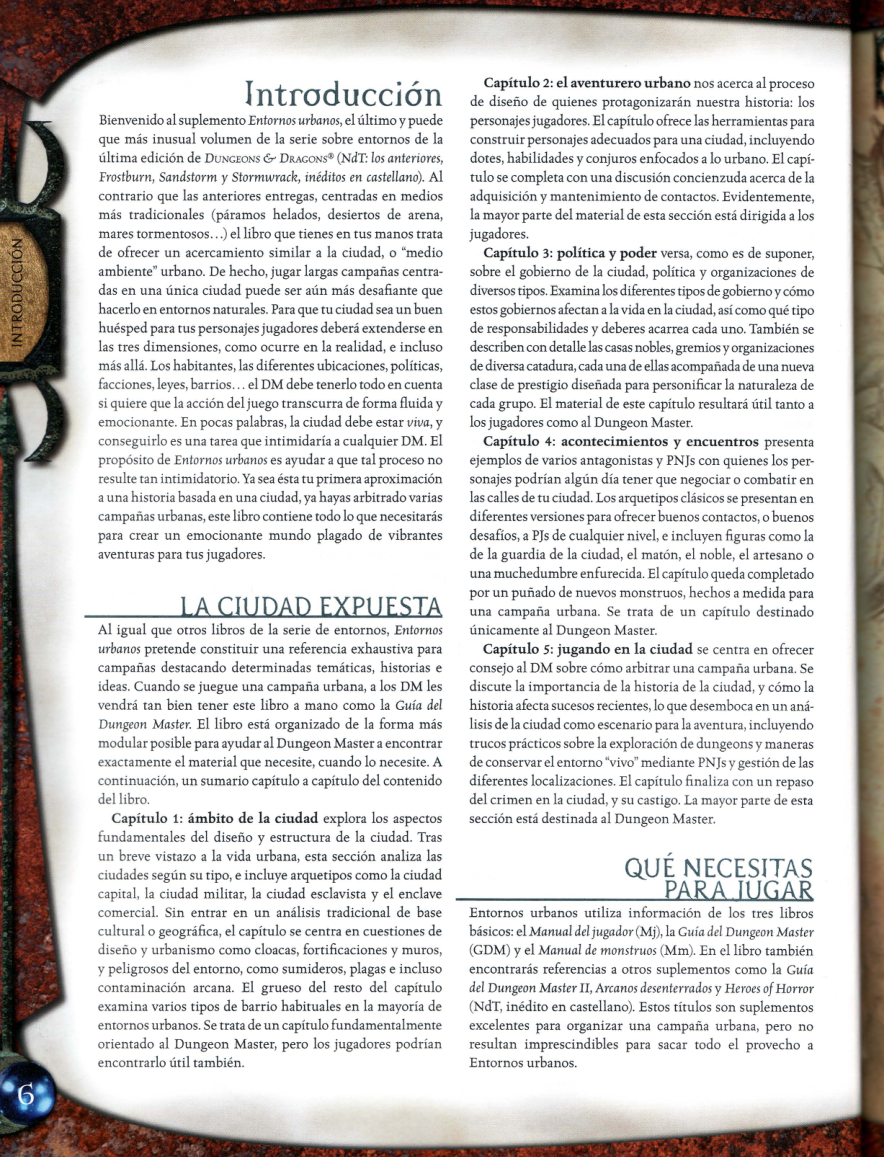 Introducción
Bienvenido al suplemento Entornos urbanos, el último y puede
que más inusual volumen de la serie sobre entornos de la
última edición de DUNGEONS & DRAGONS® (NdT: los anteriores,
Frostburn, Sandstorm y Stormwrack, inéditos en castellano). Al
contrario que las anteriores entregas, centradas en medios
más tradicionales (páramos helados, desiertos de arena,
mares tormentosos…) el libro que tienes en tus manos trata
de ofrecer un acercamiento similar a la ciudad, o “medio
ambiente” urbano. De hecho, jugar largas campañas centra-
das en una única ciudad puede ser aún más desafiante que
hacerlo en entornos naturales. Para que tu ciudad sea un buen
huésped para tus personajes jugadores deberá extenderse en
las tres dimensiones, como ocurre en la realidad, e incluso
más allá. Los habitantes, las diferentes ubicaciones, políticas,
facciones, leyes, barrios… el DM debe tenerlo todo en cuenta
si quiere que la acción del juego transcurra de forma fluida y
emocionante. En pocas palabras, la ciudad debe estar viva, y
conseguirlo es una tarea que intimidaría a cualquier DM. El
propósito de Entornos urbanos es ayudar a que tal proceso no
resulte tan intimidatorio. Ya sea ésta tu primera aproximación
a una historia basada en una ciudad, ya hayas arbitrado varias
campañas urbanas, este libro contiene todo lo que necesitarás
para crear un emocionante mundo plagado de vibrantes
aventuras para tus jugadores.
LA CIUDAD EXPUESTA
Al igual que otros libros de la serie de entornos, Entornos
urbanos pretende constituir una referencia exhaustiva para
campañas destacando determinadas temáticas, historias e
ideas. Cuando se juegue una campaña urbana, a los DM les
vendrá tan bien tener este libro a mano como la Guía del
Dungeon Master. El libro está organizado de la forma más
modular posible para ayudar al Dungeon Master a encontrar
exactamente el material que necesite, cuando lo necesite. A
continuación, un sumario capítulo a capítulo del contenido
del libro.
Capítulo 1: ámbito de la ciudad explora los aspectos
fundamentales del diseño y estructura de la ciudad. Tras
un breve vistazo a la vida urbana, esta sección analiza las
ciudades según su tipo, e incluye arquetipos como la ciudad
capital, la ciudad militar, la ciudad esclavista y el enclave
comercial. Sin entrar en un análisis tradicional de base
cultural o geográfica, el capítulo se centra en cuestiones de
diseño y urbanismo como cloacas, fortificaciones y muros,
y peligrosos del entorno, como sumideros, plagas e incluso
contaminación arcana. El grueso del resto del capítulo
examina varios tipos de barrio habituales en la mayoría de
entornos urbanos. Se trata de un capítulo fundamentalmente
orientado al Dungeon Master, pero los jugadores podrían
encontrarlo útil también.
Capítulo 2: el aventurero urbano nos acerca al proceso
de diseño de quienes protagonizarán nuestra historia: los
personajes jugadores. El capítulo ofrece las herramientas para
construir personajes adecuados para una ciudad, incluyendo
dotes, habilidades y conjuros enfocados a lo urbano. El capí-
tulo se completa con una discusión concienzuda acerca de la
adquisición y mantenimiento de contactos. Evidentemente,
la mayor parte del material de esta sección está dirigida a los
jugadores.
Capítulo 3: política y poder versa, como es de suponer,
sobre el gobierno de la ciudad, política y organizaciones de
diversos tipos. Examina los diferentes tipos de gobierno y cómo
estos gobiernos afectan a la vida en la ciudad, así como qué tipo
de responsabilidades y deberes acarrea cada uno. También se
describen con detalle las casas nobles, gremios y organizaciones
de diversa catadura, cada una de ellas acompañada de una nueva
clase de prestigio diseñada para personificar la naturaleza de
cada grupo. El material de este capítulo resultará útil tanto a
los jugadores como al Dungeon Master.
Capítulo 4: acontecimientos y encuentros presenta
ejemplos de varios antagonistas y PNJs con quienes los per-
sonajes podrían algún día tener que negociar o combatir en
las calles de tu ciudad. Los arquetipos clásicos se presentan en
diferentes versiones para ofrecer buenos contactos, o buenos
desafíos, a PJs de cualquier nivel, e incluyen figuras como la
de la guardia de la ciudad, el matón, el noble, el artesano o
una muchedumbre enfurecida. El capítulo queda completado
por un puñado de nuevos monstruos, hechos a medida para
una campaña urbana. Se trata de un capítulo destinado
únicamente al Dungeon Master.
Capítulo 5: jugando en la ciudad se centra en ofrecer
consejo al DM sobre cómo arbitrar una campaña urbana. Se
discute la importancia de la historia de la ciudad, y cómo la
historia afecta sucesos recientes, lo que desemboca en un aná-
lisis de la ciudad como escenario para la aventura, incluyendo
trucos prácticos sobre la exploración de dungeons y maneras
de conservar el entorno “vivo” mediante PNJs y gestión de las
diferentes localizaciones. El capítulo finaliza con un repaso
del crimen en la ciudad, y su castigo. La mayor parte de esta
sección está destinada al Dungeon Master.
QUÉ NECESITAS
PARA JUGAR
Entornos urbanos utiliza información de los tres libros
básicos: el Manual del jugador (Mj), la Guía del Dungeon Master
(GDM) y el Manual de monstruos (Mm). En el libro también
encontrarás referencias a otros suplementos como la Guía
del Dungeon Master II, Arcanos desenterrados y Heroes of Horror
(NdT, inédito en castellano). Estos títulos son suplementos
excelentes para organizar una campaña urbana, pero no
resultan imprescindibles para sacar todo el provecho a
Entornos urbanos.
INTRODUCCIÓN
6